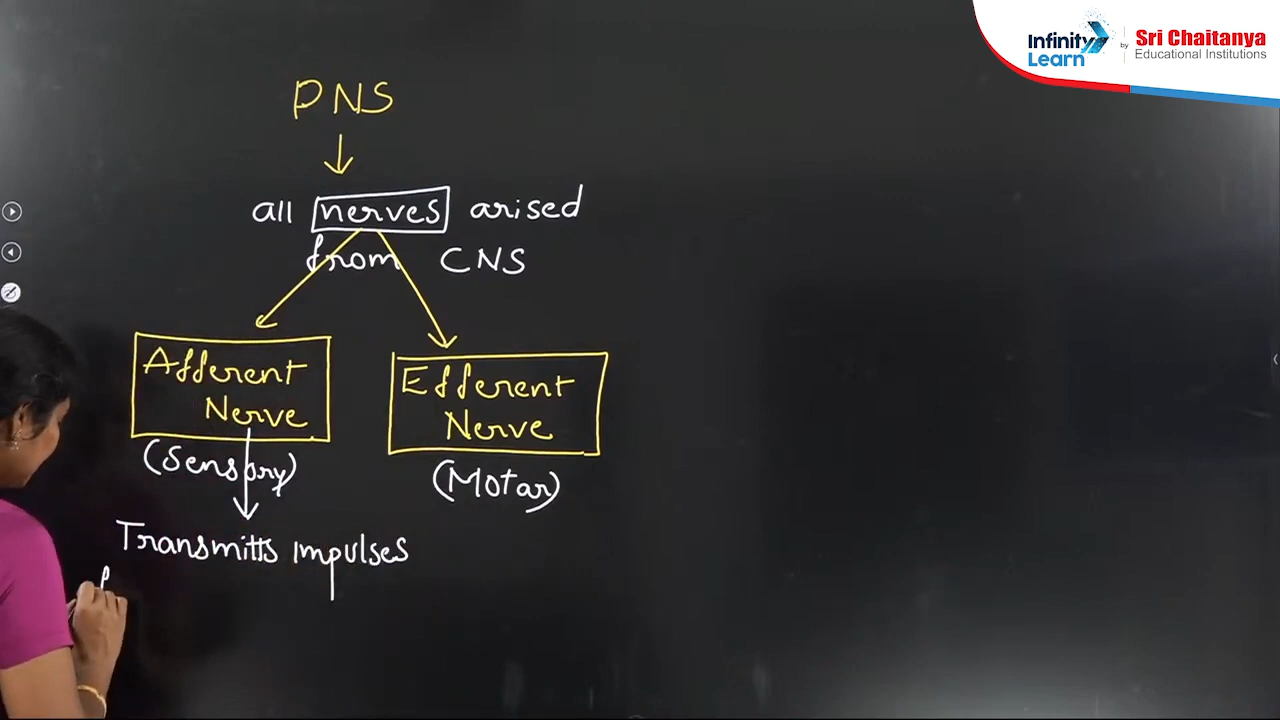 Infinity Learn by Sri Chaitanya
Educational Institutions
PNS
all nerves arised
from CNS
Afferent
Nerve
(Sensory)
Efferent
Nerve
(Motar)
Transmitts impulses
f